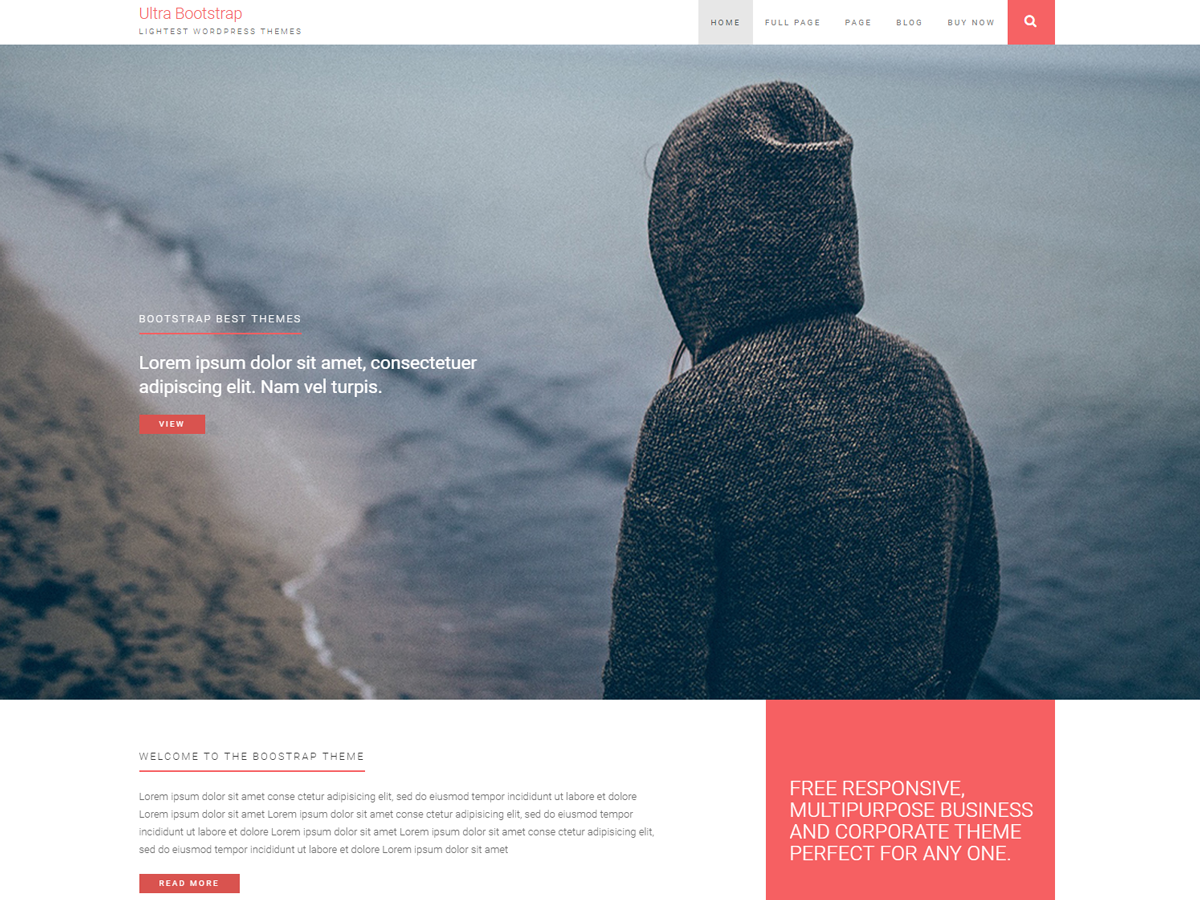 Ultra Bootstrap
LIGHTEST WORDPRESS THEMES
HOME FULL PAGE PAGE BLOG BUY NOW
BOOTSTRAP BEST THEMES
Lorem ipsum dolor sit amet, consectetuer
adipiscing elit. Nam vel turpis.
VIEW
WELCOME TO THE BOOSTRAP THEME
Lorem ipsum dolor sit amet conse ctetur adipisicing elit, sed do eiusmod tempor incididunt ut labore et dolore
Lorem ipsum dolor sit amet Lorem ipsum dolor sit amet conse ctetur adipisicing elit, sed do eiusmod tempor
incididunt ut labore et dolore Lorem ipsum dolor sit amet Lorem ipsum dolor sit amet conse ctetur adipisicing elit,
sed do eiusmod tempor incididunt ut labore et dolore Lorem ipsum dolor sit amet
READ MORE
FREE RESPONSIVE,
MULTIPURPOSE BUSINESS
AND CORPORATE THEME
PERFECT FOR ANY ONE.